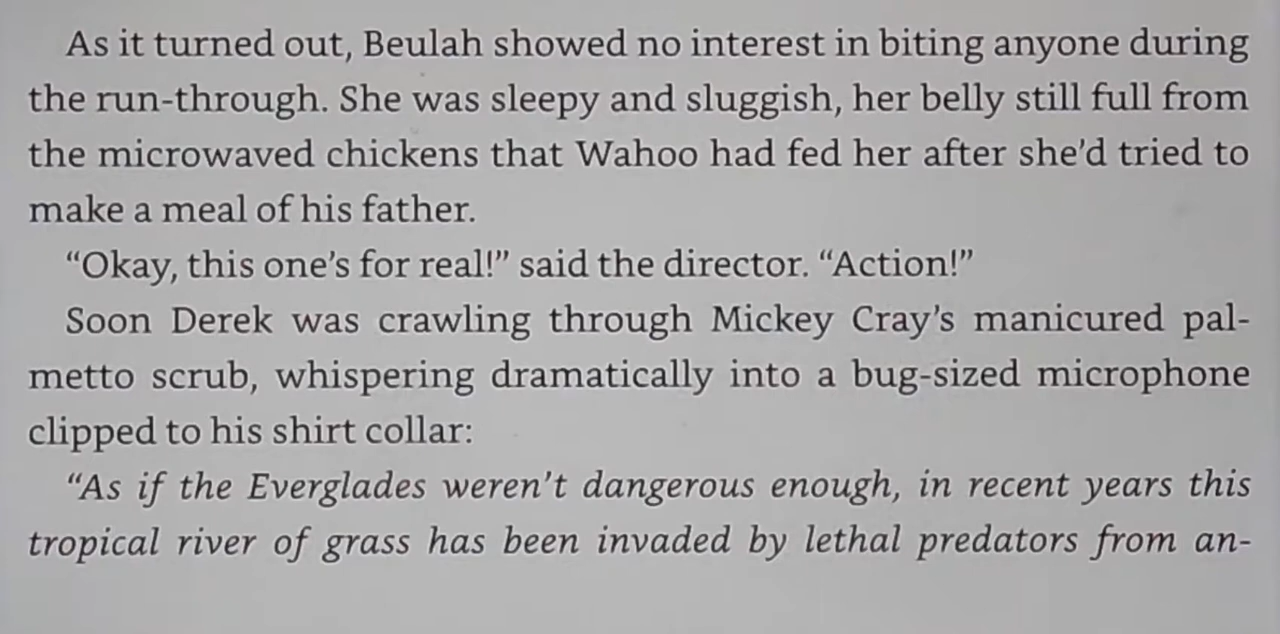 As it turned out, Beulah showed no interest in biting anyone during
the run-through. She was sleepy and sluggish, her belly still full from
the microwaved chickens that Wahoo had fed her after she’d tried to
make a meal of his father.
“Okay, this one’s for real!” said the director. “Action!”
Soon Derek was crawling through Mickey Cray’s manicured pal-
metto scrub, whispering dramatically into a bug-sized microphone
clipped to his shirt collar:
“As if the Everglades weren’t dangerous enough, in recent years this
tropical river of grass has been invaded by lethal predators from an-